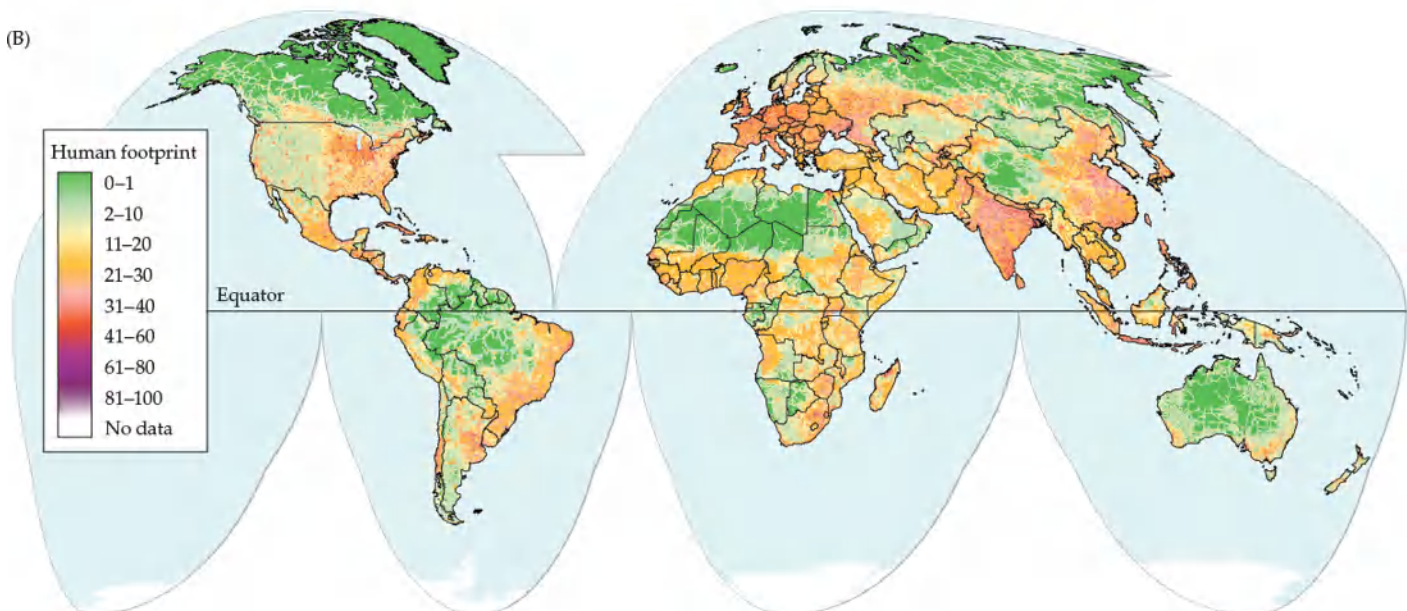 (B)
Human footprint
0–1
2–10
11–20
21–30
31–40
41–60
61–80
81–100
No data
Equator